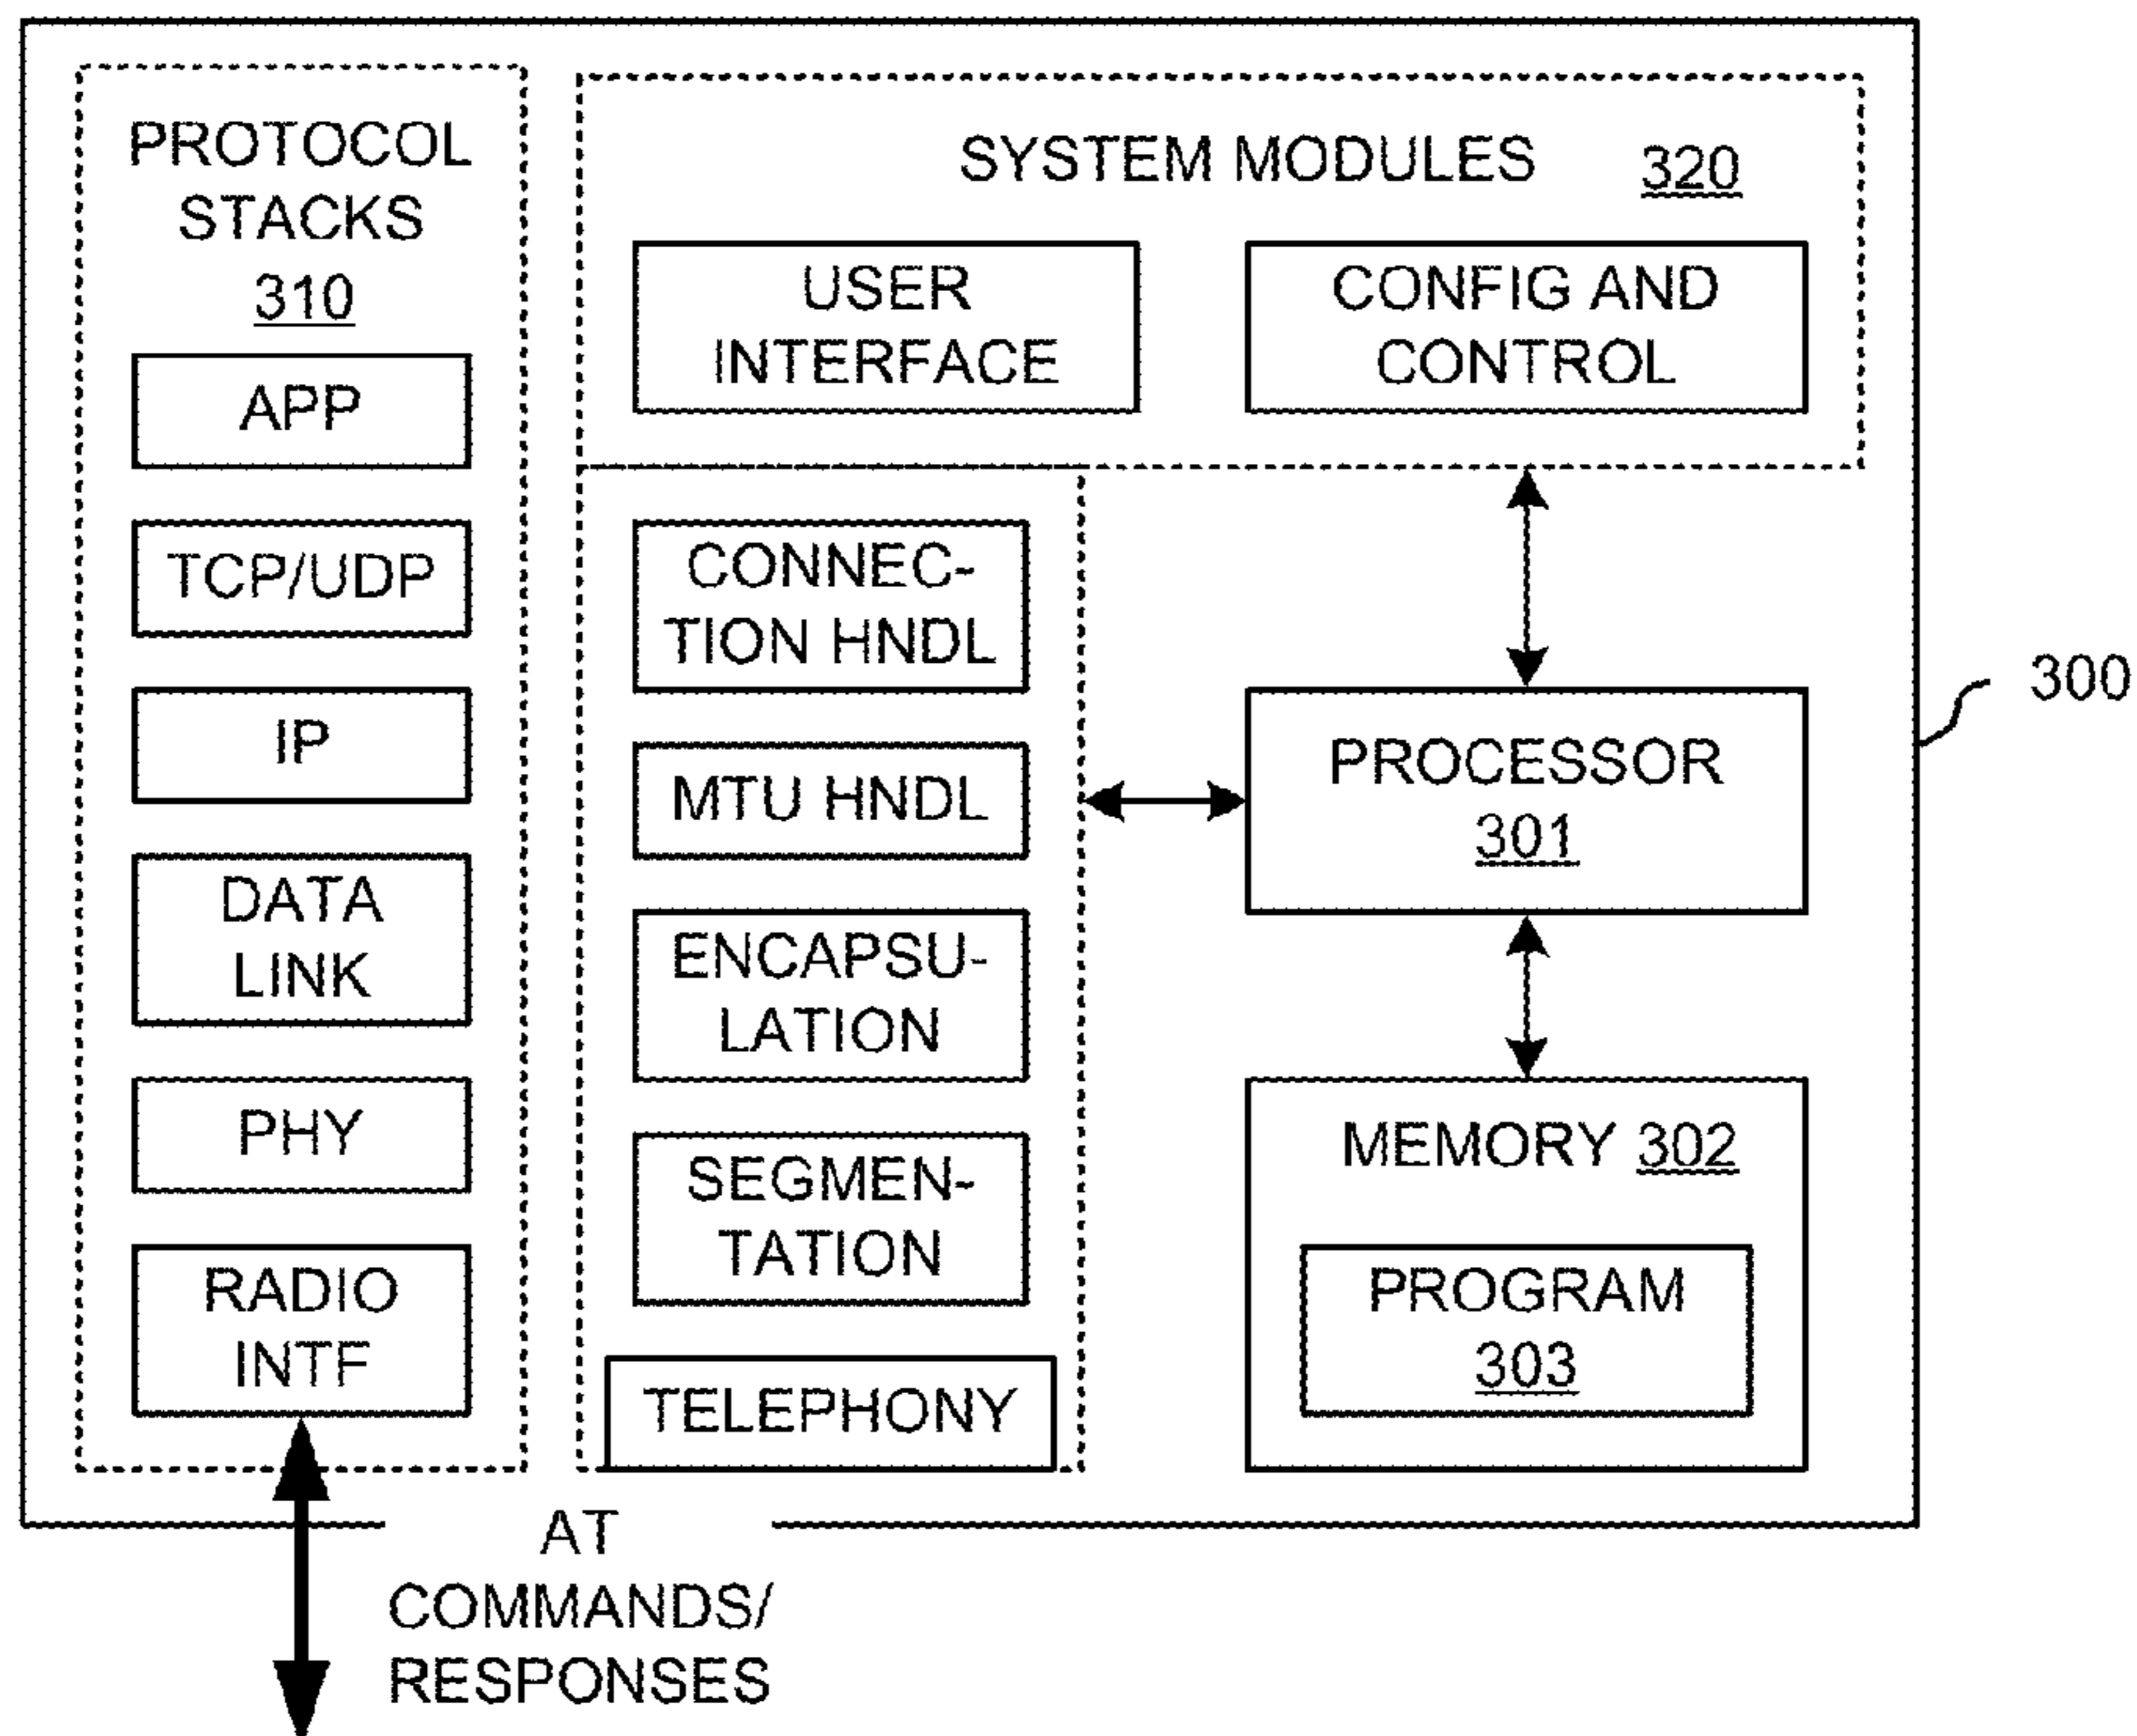 PROTOCOL
STACKS
310
APP
TCP/UDP
IP
DATA
LINK
PHY
RADIO
INTF
SYSTEM MODULES 320
USER
INTERFACE
CONFIG AND
CONTROL
CONNEC-
TION HNDL
MTU HNDL
ENCAPSU-
LATION
SEGMEN-
TATION
TELEPHONY
PROCESSOR
301
MEMORY 302
PROGRAM
303
300
AT
COMMANDS/
RESPONSES